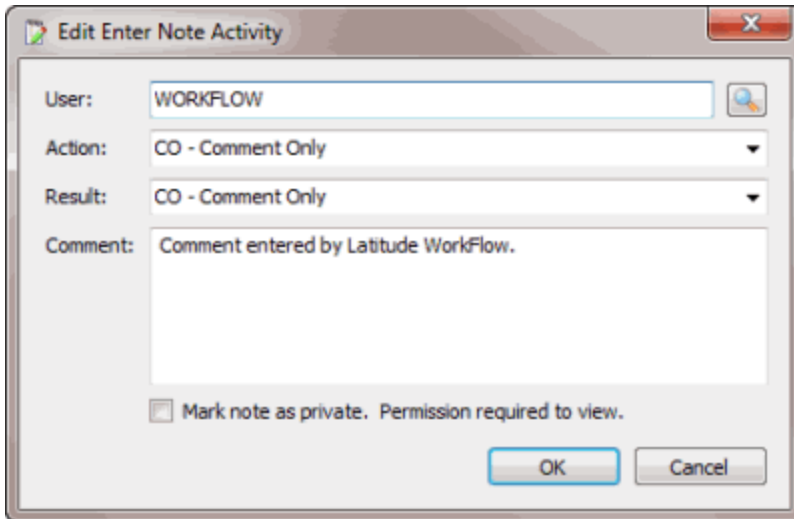 Edit Enter Note Activity
User: WORKFLOW
Action: CO - Comment Only
Result: CO - Comment Only
Comment: Comment entered by Latitude WorkFlow.
Mark note as private. Permission required to view.
OK Cancel